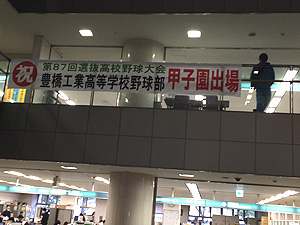 祝
第87回選抜高校野球大会
豊橋工業高等学校野球部
甲子園出場